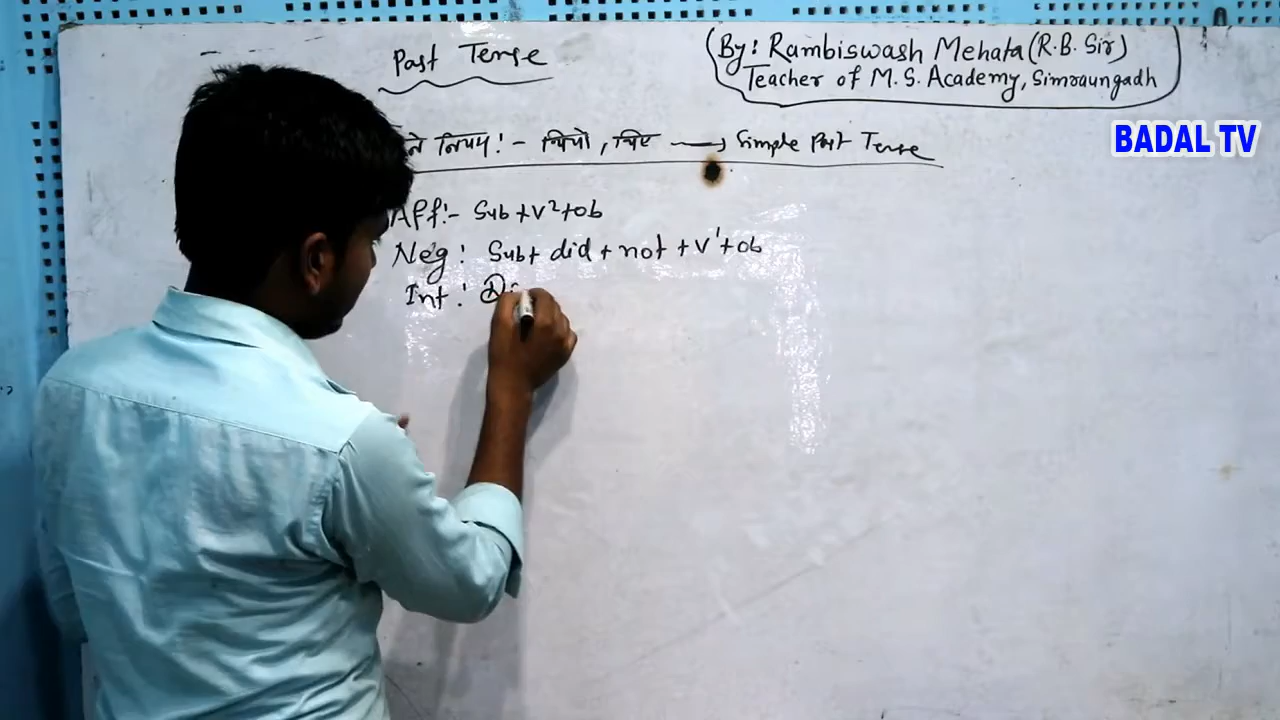 Past Tense
By: Rambiswash Mehata (R.B. Sir)
Teacher of M. S. Academy, Simraungadh
BADAL TV
ने नियम :- थियो , थिए → Simple Past Tense
Aff :- Sub + V² + ob
Neg : Sub + did + not + V¹ + ob
Int : Di